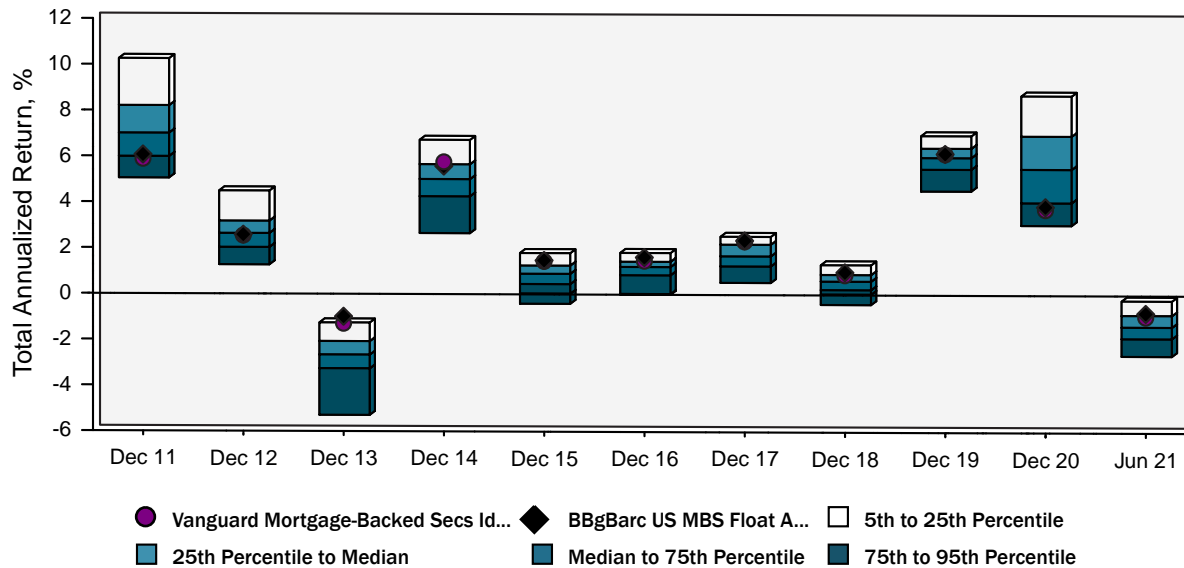 Total Annualized Return, %
12
10
8
6
4
2
0
-2
-4
-6
Dec 11 Dec 12 Dec 13 Dec 14 Dec 15 Dec 16 Dec 17 Dec 18 Dec 19 Dec 20 Jun 21
Vanguard Mortgage-Backed Secs Id... BBgBarc US MBS Float A... 5th to 25th Percentile
25th Percentile to Median Median to 75th Percentile 75th to 95th Percentile